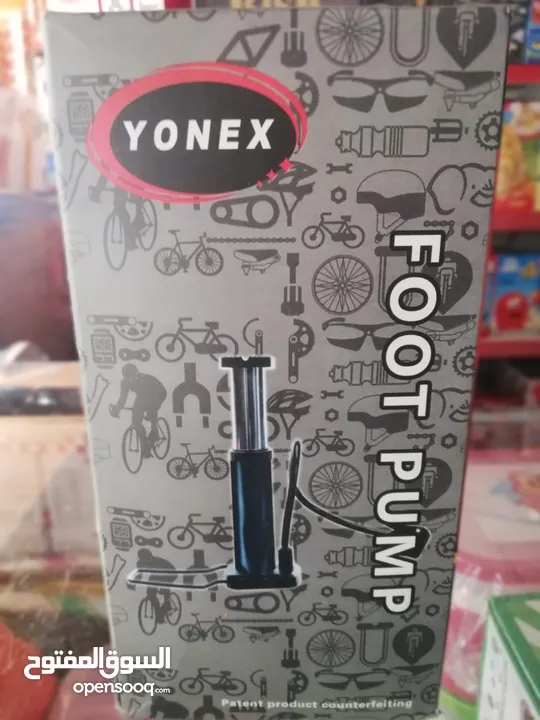 YONEX
FOOT PUMP
Patent product counterfeiting
السوق المفتوح
opensooq.com